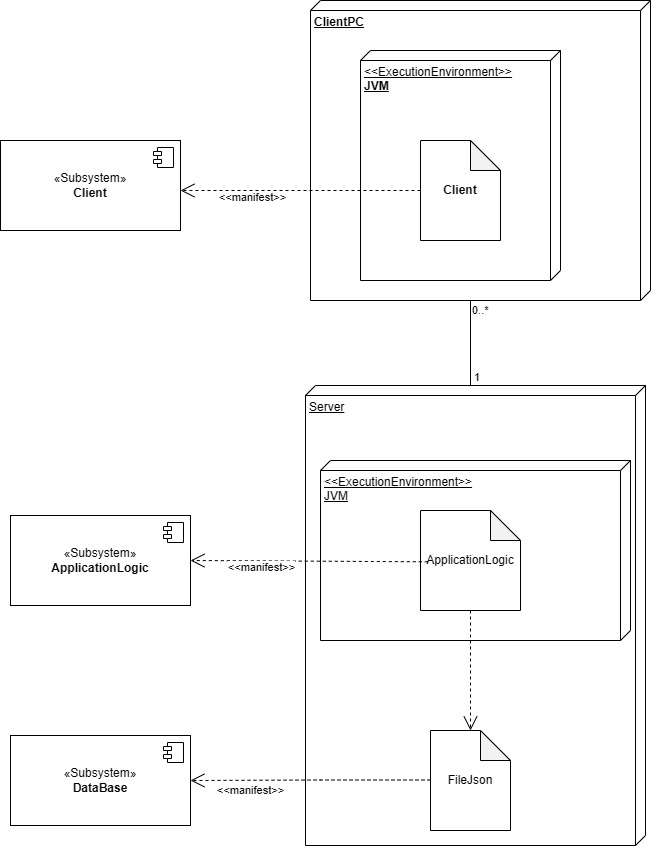 ClientPC
<<ExecutionEnvironment>>
JVM
«Subsystem»
Client
<<manifest>>
Client
0..*
1
Server
<<ExecutionEnvironment>>
JVM
«Subsystem»
ApplicationLogic
<<manifest>>
ApplicationLogic
«Subsystem»
DataBase
<<manifest>>
FileJson